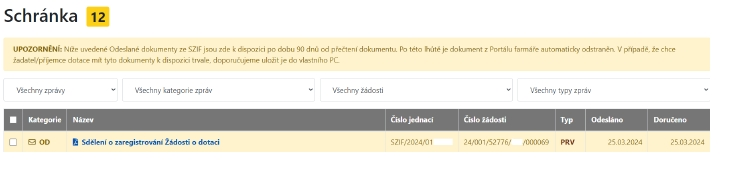 Schránka 12
UPOZORNĚNÍ: Níže uvedené Odeslané dokumenty ze SZIF jsou zde k dispozici po dobu 90 dnů od přečtení dokumentu. Po této lhůtě je dokument z Portálu farmáře automaticky odstraněn. V případě, že chce
žadatel/příjemce dotace mít tyto dokumenty k dispozici trvale, doporučujeme uložit je do vlastního PC.
Všechny zprávy Všechny kategorie zpráv Všechny žádosti Všechny typy zpráv
Kategorie Název Číslo jednací Číslo žádosti Typ Odesláno Doručeno
OD Sdělení o zaregistrování Žádosti o dotaci SZIF/2024/01 24/001/52776/ /000069 PRV 25.03.2024 25.03.2024